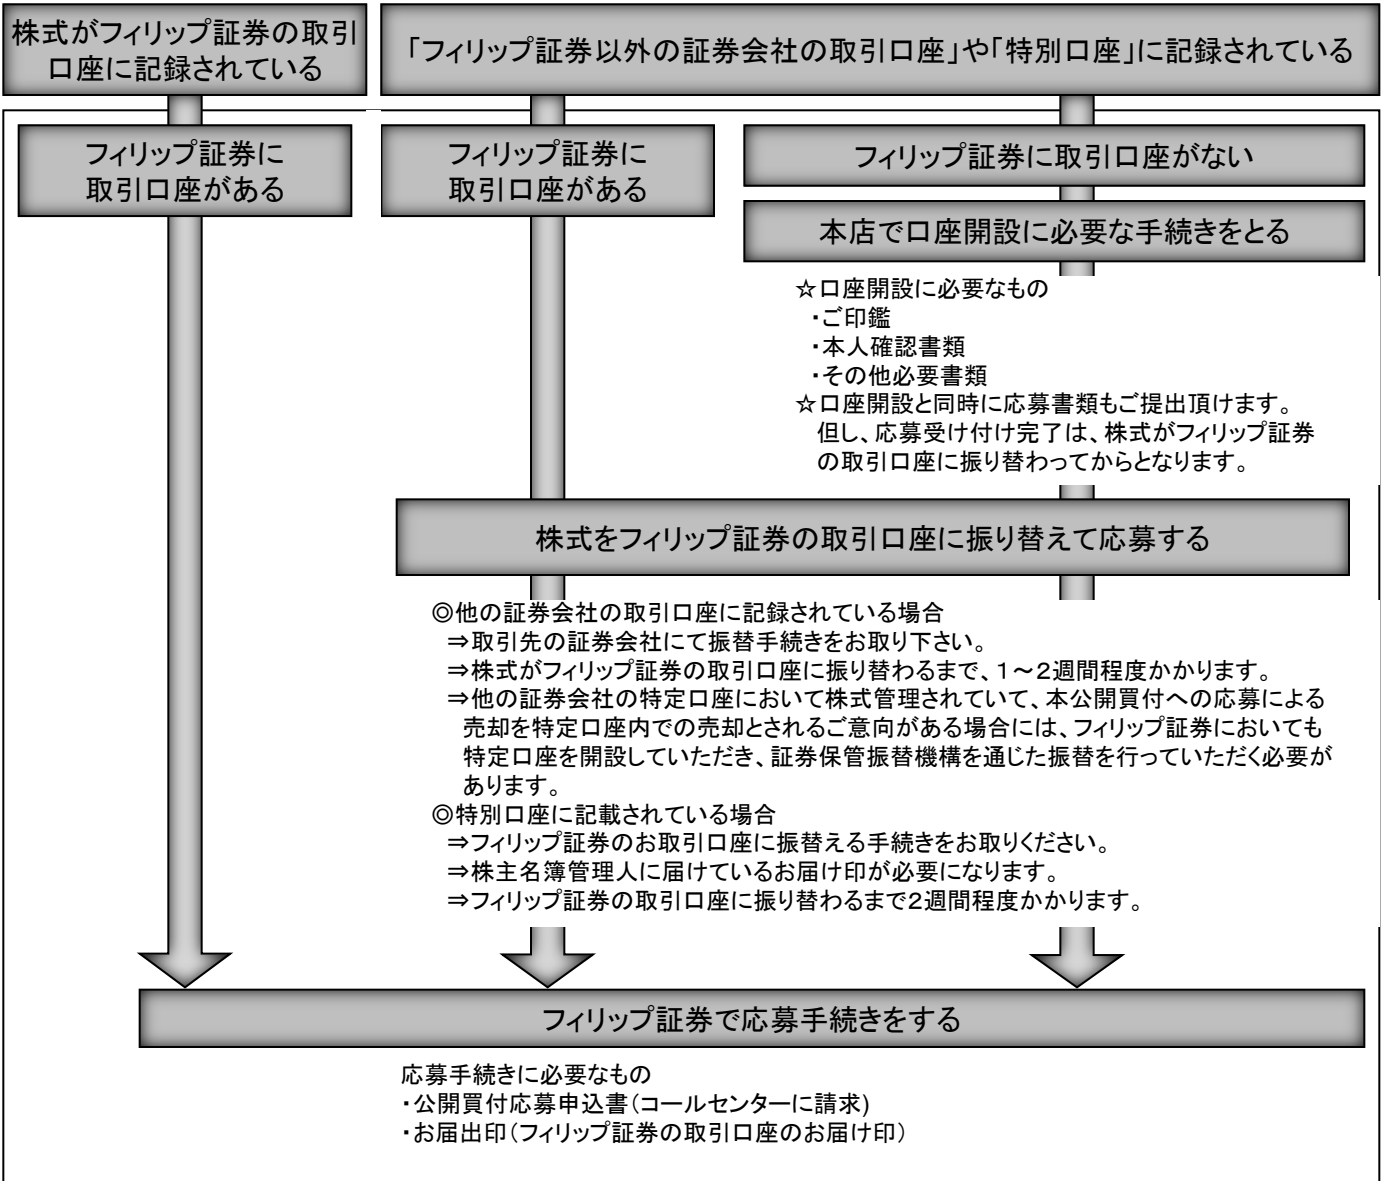 株式がフィリップ証券の取引
口座に記録されている
「フィリップ証券以外の証券会社の取引口座」や「特別口座」に記録されている
フィリップ証券に
取引口座がある
フィリップ証券に
取引口座がある
フィリップ証券に取引口座がない
本店で口座開設に必要な手続きをとる
☆口座開設に必要なもの
・ご印鑑
・本人確認書類
・その他必要書類
☆口座開設と同時に応募書類もご提出頂けます。
但し、応募受け付け完了は、株式がフィリップ証券
の取引口座に振り替わってからとなります。
株式をフィリップ証券の取引口座に振り替えて応募する
◎他の証券会社の取引口座に記録されている場合
⇒取引先の証券会社にて振替手続きをお取り下さい。
⇒株式がフィリップ証券の取引口座に振り替わるまで、1～2週間程度かかります。
⇒他の証券会社の特定口座において株式管理されていて、本公開買付への応募による
売却を特定口座内での売却とされるご意向がある場合には、フィリップ証券においても
特定口座を開設していただき、証券保管振替機構を通じた振替を行っていただく必要が
あります。
◎特別口座に記載されている場合
⇒フィリップ証券のお取引口座に振替える手続きをお取りください。
⇒株主名簿管理人に届けているお届け印が必要になります。
⇒フィリップ証券の取引口座に振り替わるまで2週間程度かかります。
フィリップ証券で応募手続きをする
応募手続きに必要なもの
・公開買付応募申込書(コールセンターに請求)
・お届出印(フィリップ証券の取引口座のお届け印)